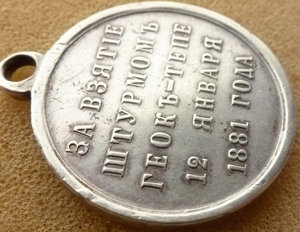 ЗА ВЗЯТІЕ
ШТУРМОМЪ
ГЕОКЪ-ТЕПЕ
12 ЯНВАРЯ
1881 ГОДА